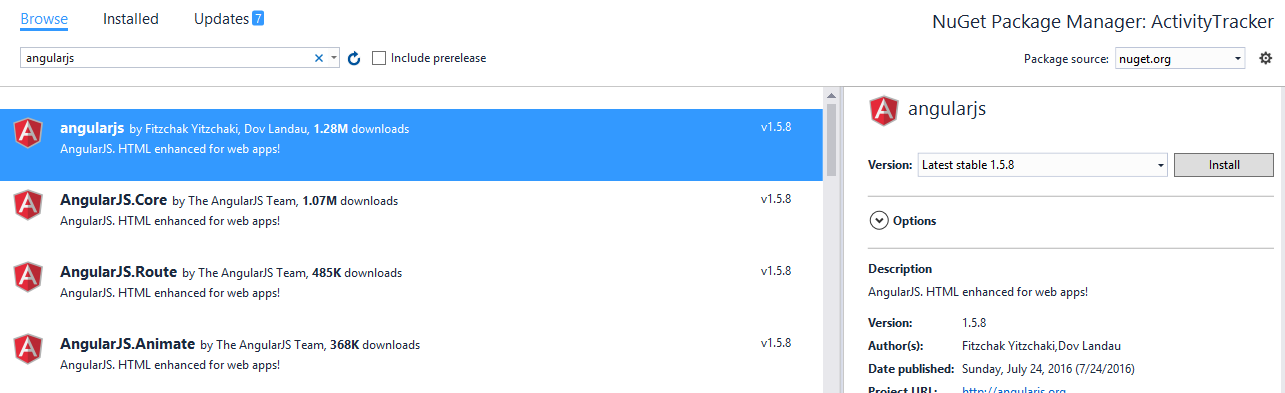 Browse Installed Updates 7
NuGet Package Manager: ActivityTracker
angularjs Include prerelease
Package source: nuget.org
angularjs by Fitzchak Yitzchaki, Dov Landau, 1.28M downloads v1.5.8
AngularJS. HTML enhanced for web apps!
AngularJS.Core by The AngularJS Team, 1.07M downloads v1.5.8
AngularJS. HTML enhanced for web apps!
AngularJS.Route by The AngularJS Team, 485K downloads v1.5.8
AngularJS. HTML enhanced for web apps!
AngularJS.Animate by The AngularJS Team, 368K downloads v1.5.8
AngularJS. HTML enhanced for web apps!
angularjs
Version: Latest stable 1.5.8 Install
Options
Description
AngularJS. HTML enhanced for web apps!
Version: 1.5.8
Author(s): Fitzchak Yitzchaki,Dov Landau
Date published: Sunday, July 24, 2016 (7/24/2016)
Project URL: http://angularjs.org